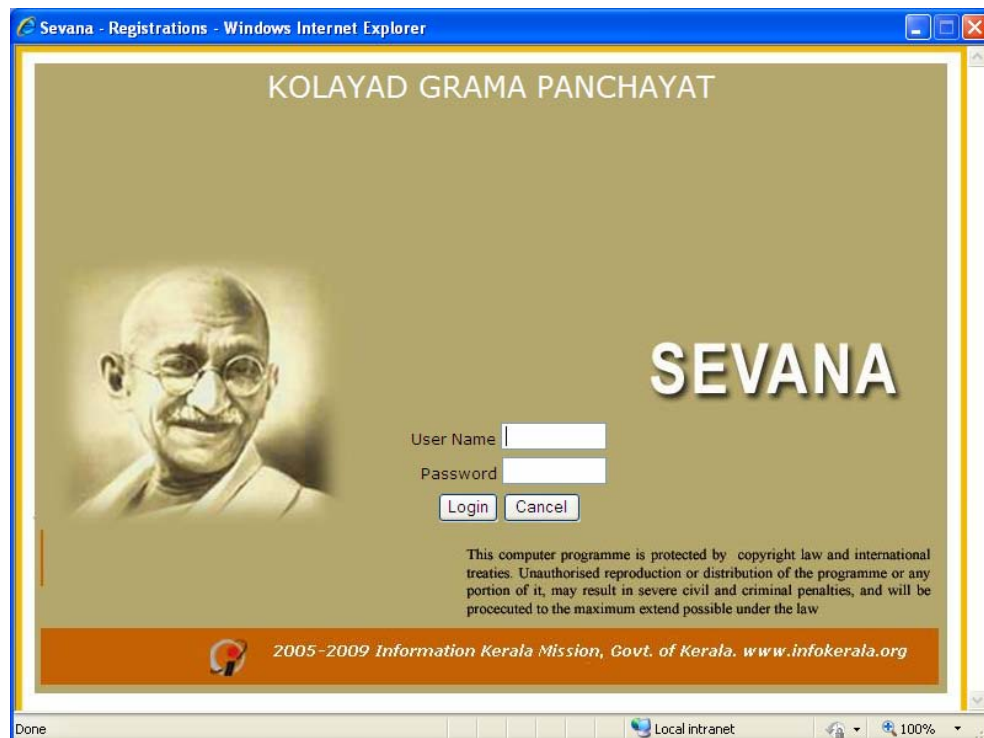 Sevana - Registrations - Windows Internet Explorer
KOLAYAD GRAMA PANCHAYAT
SEVANA
User Name
Password
Login Cancel
This computer programme is protected by copyright law and international
treaties. Unauthorised reproduction or distribution of the programme or any
portion of it, may result in severe civil and criminal penalties, and will be
procecuted to the maximum extend possible under the law
2005-2009 Information Kerala Mission, Govt. of Kerala. www.infokerala.org
Done Local intranet 100%